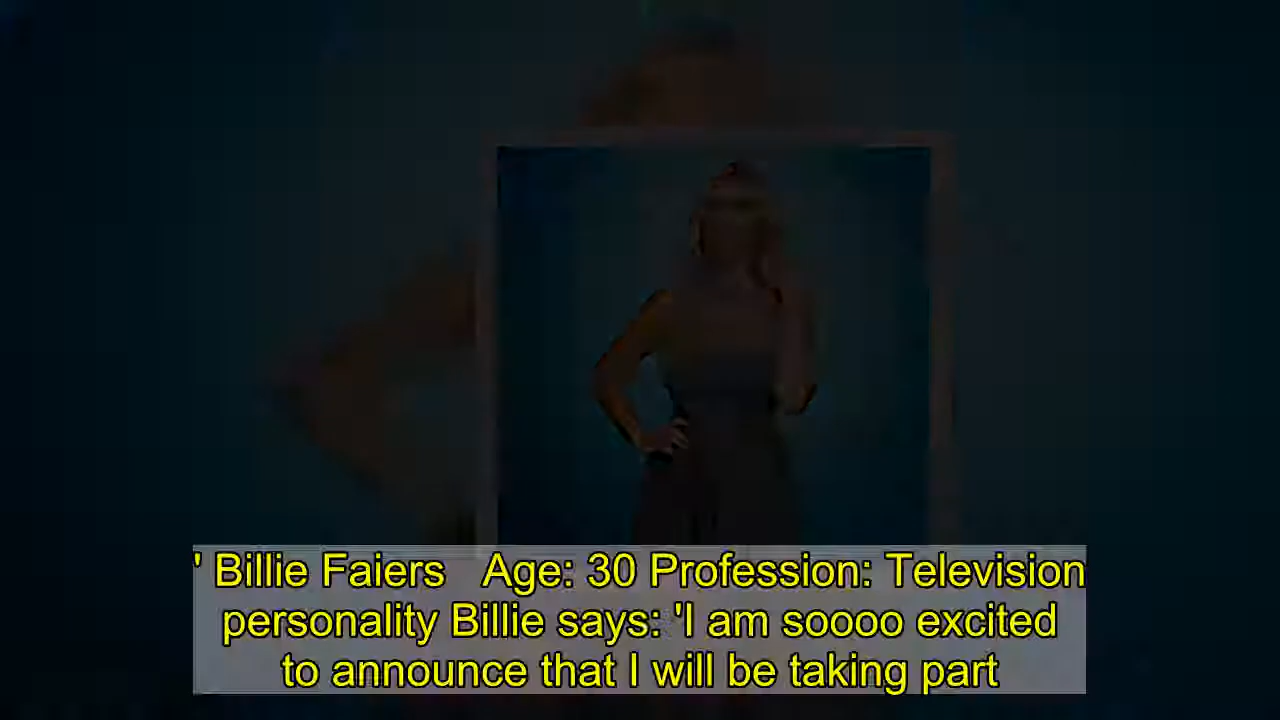 ' Billie Faiers   Age: 30 Profession: Television
personality Billie says: 'I am soooo excited
to announce that I will be taking part